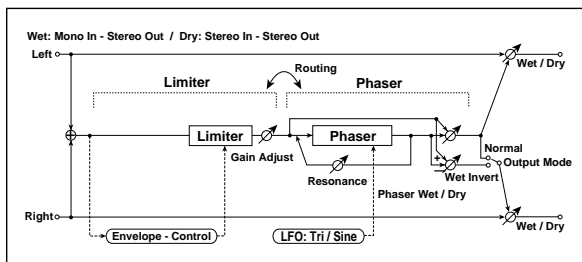 Wet: Mono In - Stereo Out / Dry: Stereo In - Stereo Out
Left
Wet / Dry
Routing
Limiter
Phaser
Limiter
Phaser
Gain Adjust
Normal
Output Mode
+
−
Wet Invert
Resonance
Phaser Wet / Dry
Right
Wet / Dry
Envelope - Control
LFO: Tri / Sine